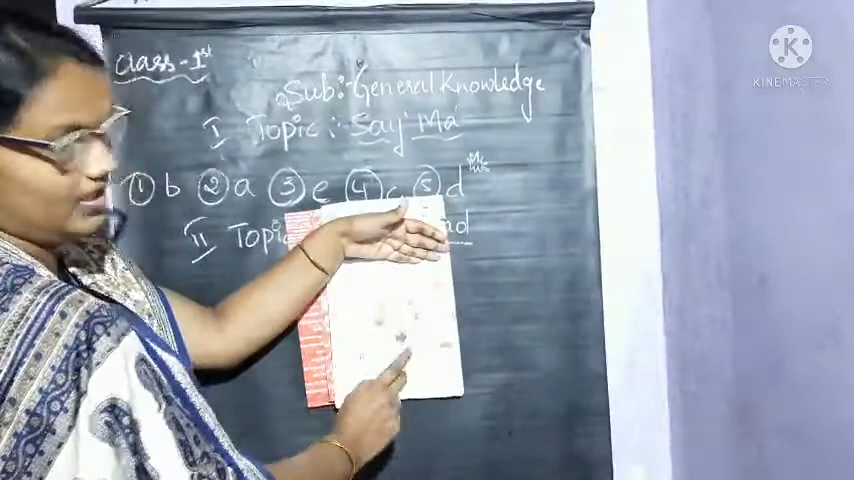 Class-1st
Sub:-General Knowledge
I Topic:- Say Ma
① b ② a ③ e ④ c ⑤ d
II Topic
KINEMASTER